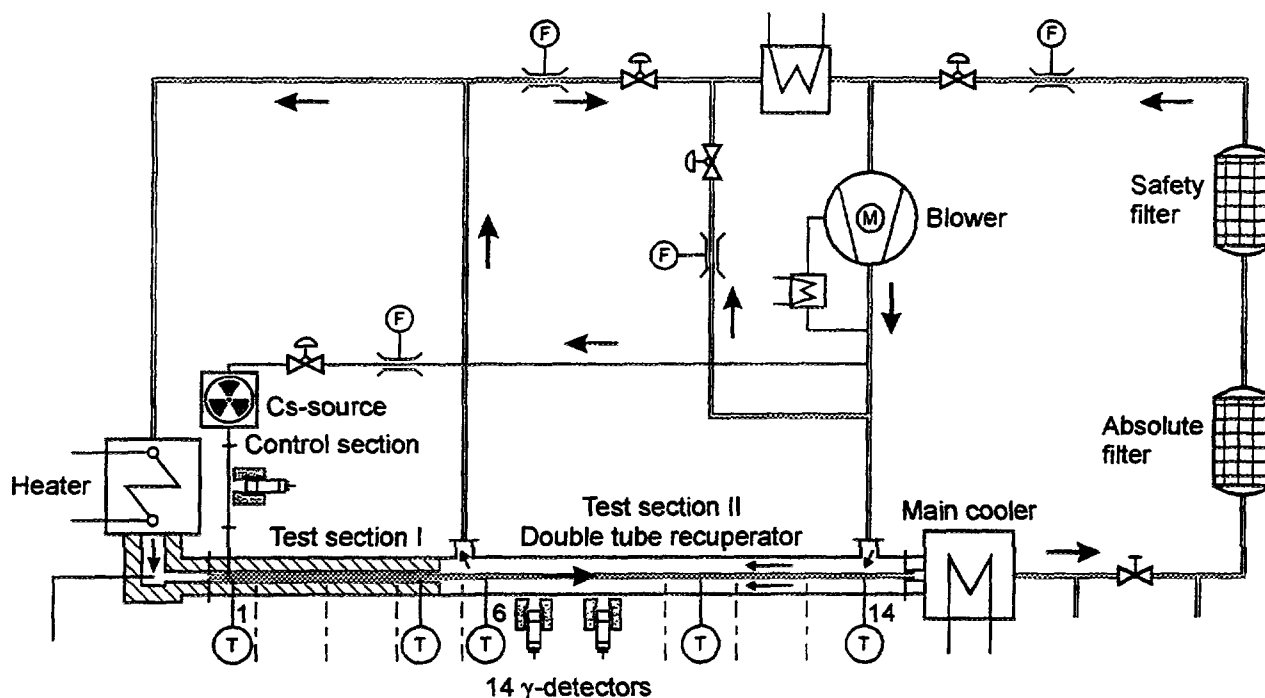 F
F
Safety
filter
M
Blower
F
F
Cs-source
Control section
Absolute
filter
Heater
Test section I
Test section II
Double tube recuperator
Main cooler
1
6
14
T
T
T
T
T
14 γ-detectors